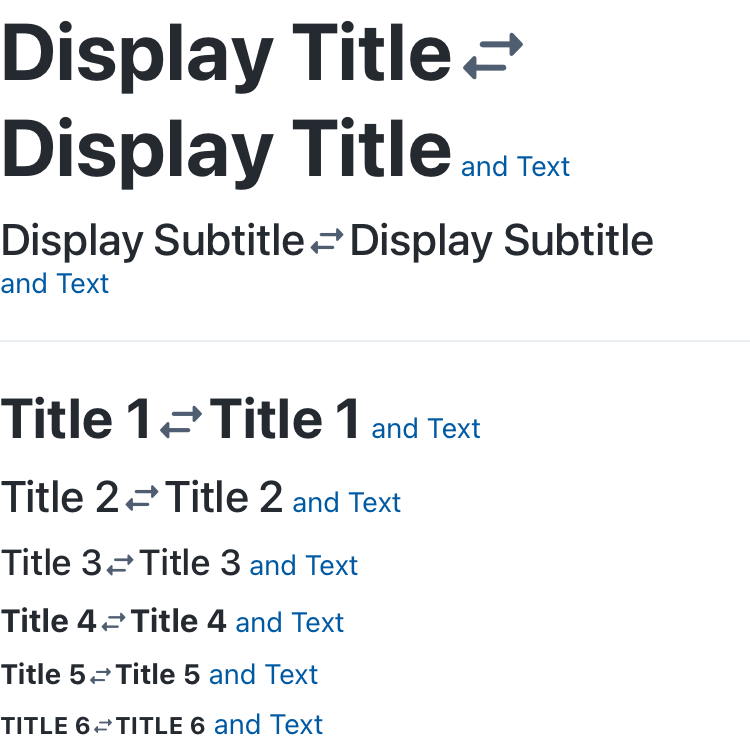 Display Title
Display Title and Text
Display Subtitle Display Subtitle
and Text
Title 1 Title 1 and Text
Title 2 Title 2 and Text
Title 3 Title 3 and Text
Title 4 Title 4 and Text
Title 5 Title 5 and Text
TITLE 6 TITLE 6 and Text